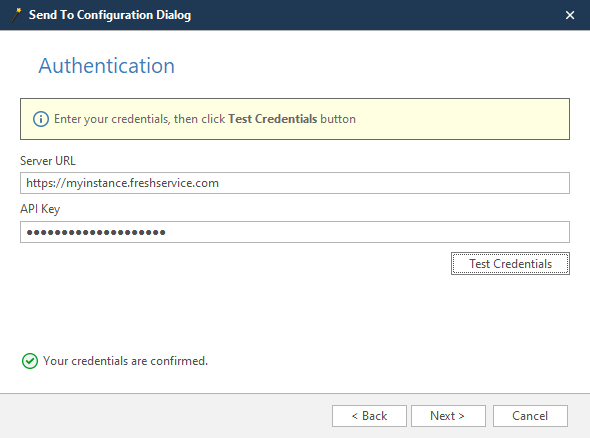 Send To Configuration Dialog
Authentication
Enter your credentials, then click Test Credentials button
Server URL
https://myinstance.freshservice.com
API Key
●●●●●●●●●●●●●●●●●●●●
Test Credentials
Your credentials are confirmed.
< Back Next > Cancel